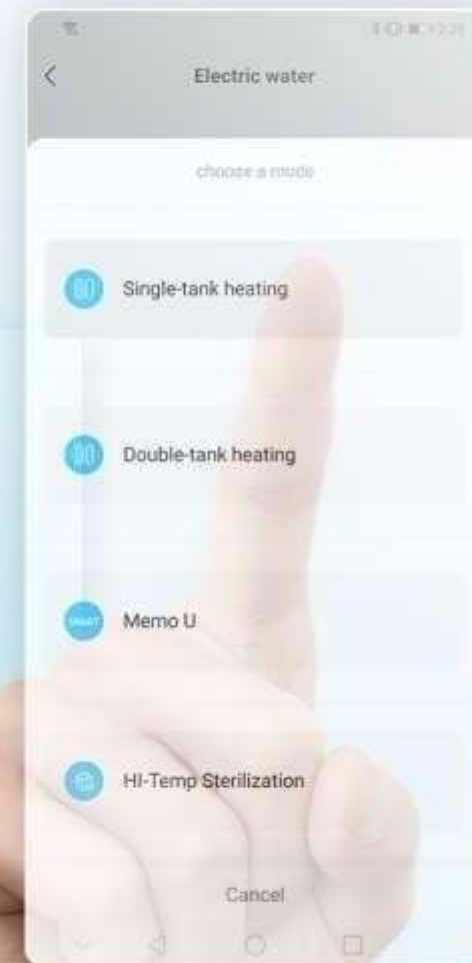 Electric water
choose a mode
Single-tank heating
Double-tank heating
Memo U
HI-Temp Sterilization
Cancel